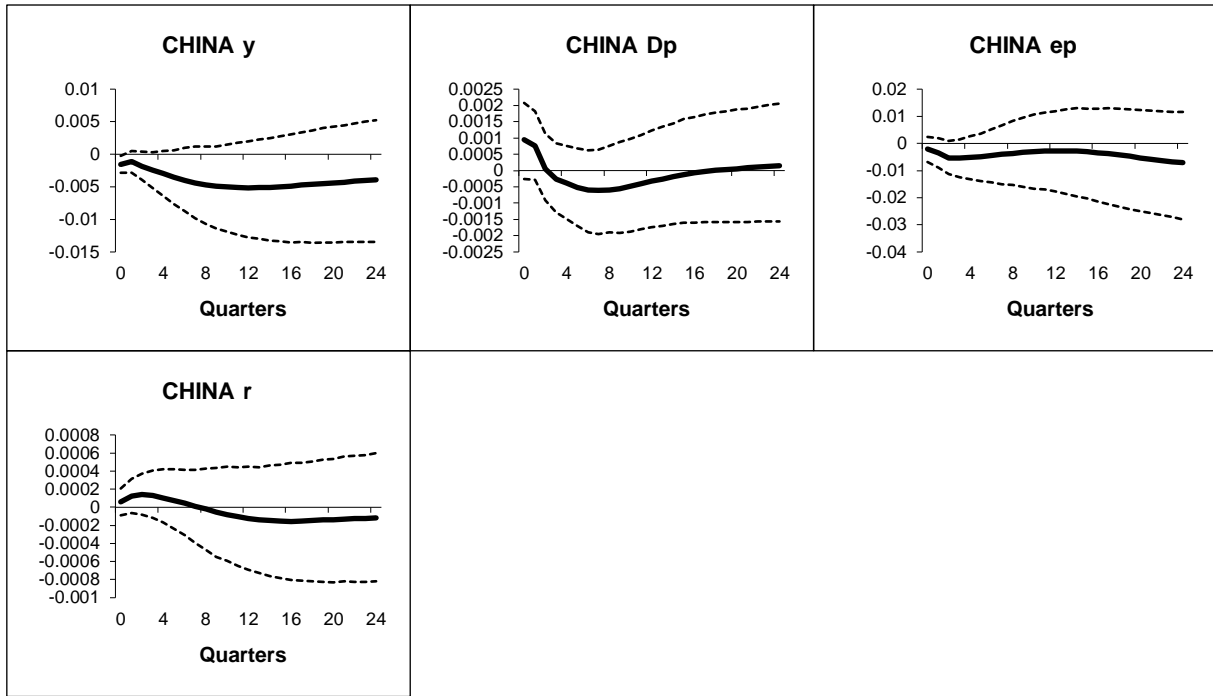 CHINA y
0.01
0.005
0
-0.005
-0.01
-0.015
0 4 8 12 16 20 24
Quarters
CHINA Dp
0.0025
0.002
0.0015
0.001
0.0005
0
-0.0005
-0.001
-0.0015
-0.002
-0.0025
0 4 8 12 16 20 24
Quarters
CHINA ep
0.02
0.01
0
-0.01
-0.02
-0.03
-0.04
0 4 8 12 16 20 24
Quarters
CHINA r
0.0008
0.0006
0.0004
0.0002
0
-0.0002
-0.0004
-0.0006
-0.0008
-0.001
0 4 8 12 16 20 24
Quarters